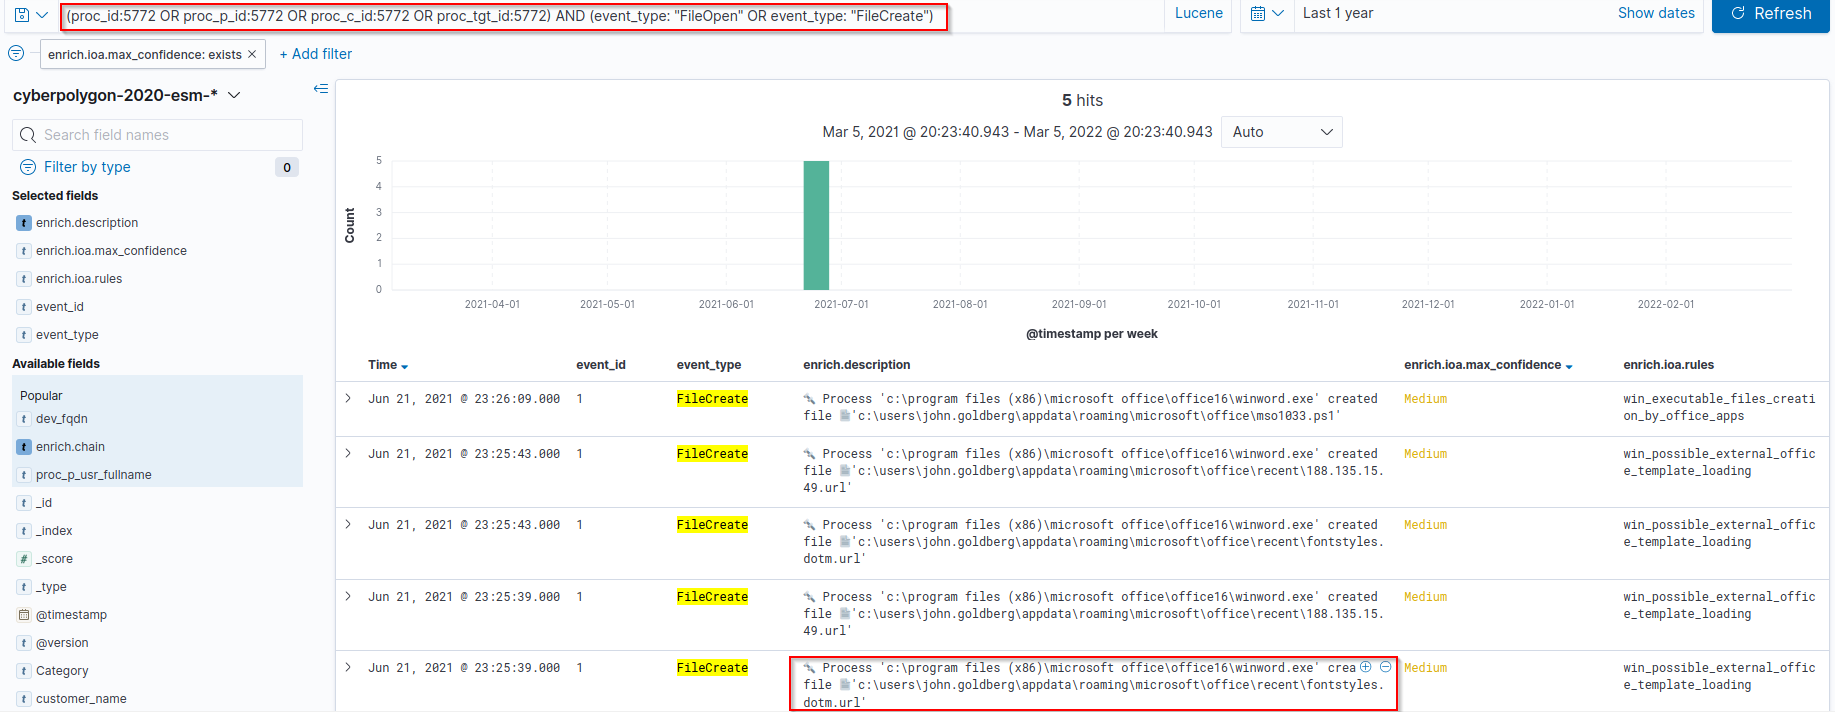 (proc_id:5772 OR proc_p_id:5772 OR proc_c_id:5772 OR proc_tgt_id:5772) AND (event_type: "FileOpen" OR event_type: "FileCreate")
Lucene
Last 1 year
Show dates
Refresh
enrich.ioa.max_confidence: exists ×
+ Add filter
cyberpolygon-2020-esm-*
Search field names
Filter by type
0
Selected fields
t enrich.description
t enrich.ioa.max_confidence
t enrich.ioa.rules
t event_id
t event_type
Available fields
Popular
t dev_fqdn
t enrich.chain
t proc_p_usr_fullname
t _id
t _index
# _score
t _type
@timestamp
t @version
t Category
t customer_name
5 hits
Mar 5, 2021 @ 20:23:40.943 - Mar 5, 2022 @ 20:23:40.943
Auto
Count
5
4
3
2
1
0
2021-04-01
2021-05-01
2021-06-01
2021-07-01
2021-08-01
2021-09-01
2021-10-01
2021-11-01
2021-12-01
2022-01-01
2022-02-01
@timestamp per week
Time
event_id
event_type
enrich.description
enrich.ioa.max_confidence
enrich.ioa.rules
Jun 21, 2021 @ 23:26:09.000
1
FileCreate
Process 'c:\program files (x86)\microsoft office\office16\winword.exe' created
file 'c:\users\john.goldberg\appdata\roaming\microsoft\office\mso1033.ps1'
Medium
win_executable_files_creati
on_by_office_apps
Jun 21, 2021 @ 23:25:43.000
1
FileCreate
Process 'c:\program files (x86)\microsoft office\office16\winword.exe' created
file 'c:\users\john.goldberg\appdata\roaming\microsoft\office\recent\188.135.15.
49.url'
Medium
win_possible_external_offic
e_template_loading
Jun 21, 2021 @ 23:25:43.000
1
FileCreate
Process 'c:\program files (x86)\microsoft office\office16\winword.exe' created
file 'c:\users\john.goldberg\appdata\roaming\microsoft\office\recent\fontstyles.
dotm.url'
Medium
win_possible_external_offic
e_template_loading
Jun 21, 2021 @ 23:25:39.000
1
FileCreate
Process 'c:\program files (x86)\microsoft office\office16\winword.exe' created
file 'c:\users\john.goldberg\appdata\roaming\microsoft\office\recent\188.135.15.
49.url'
Medium
win_possible_external_offic
e_template_loading
Jun 21, 2021 @ 23:25:39.000
1
FileCreate
Process 'c:\program files (x86)\microsoft office\office16\winword.exe' crea
file 'c:\users\john.goldberg\appdata\roaming\microsoft\office\recent\fontstyles.
dotm.url'
Medium
win_possible_external_offic
e_template_loading